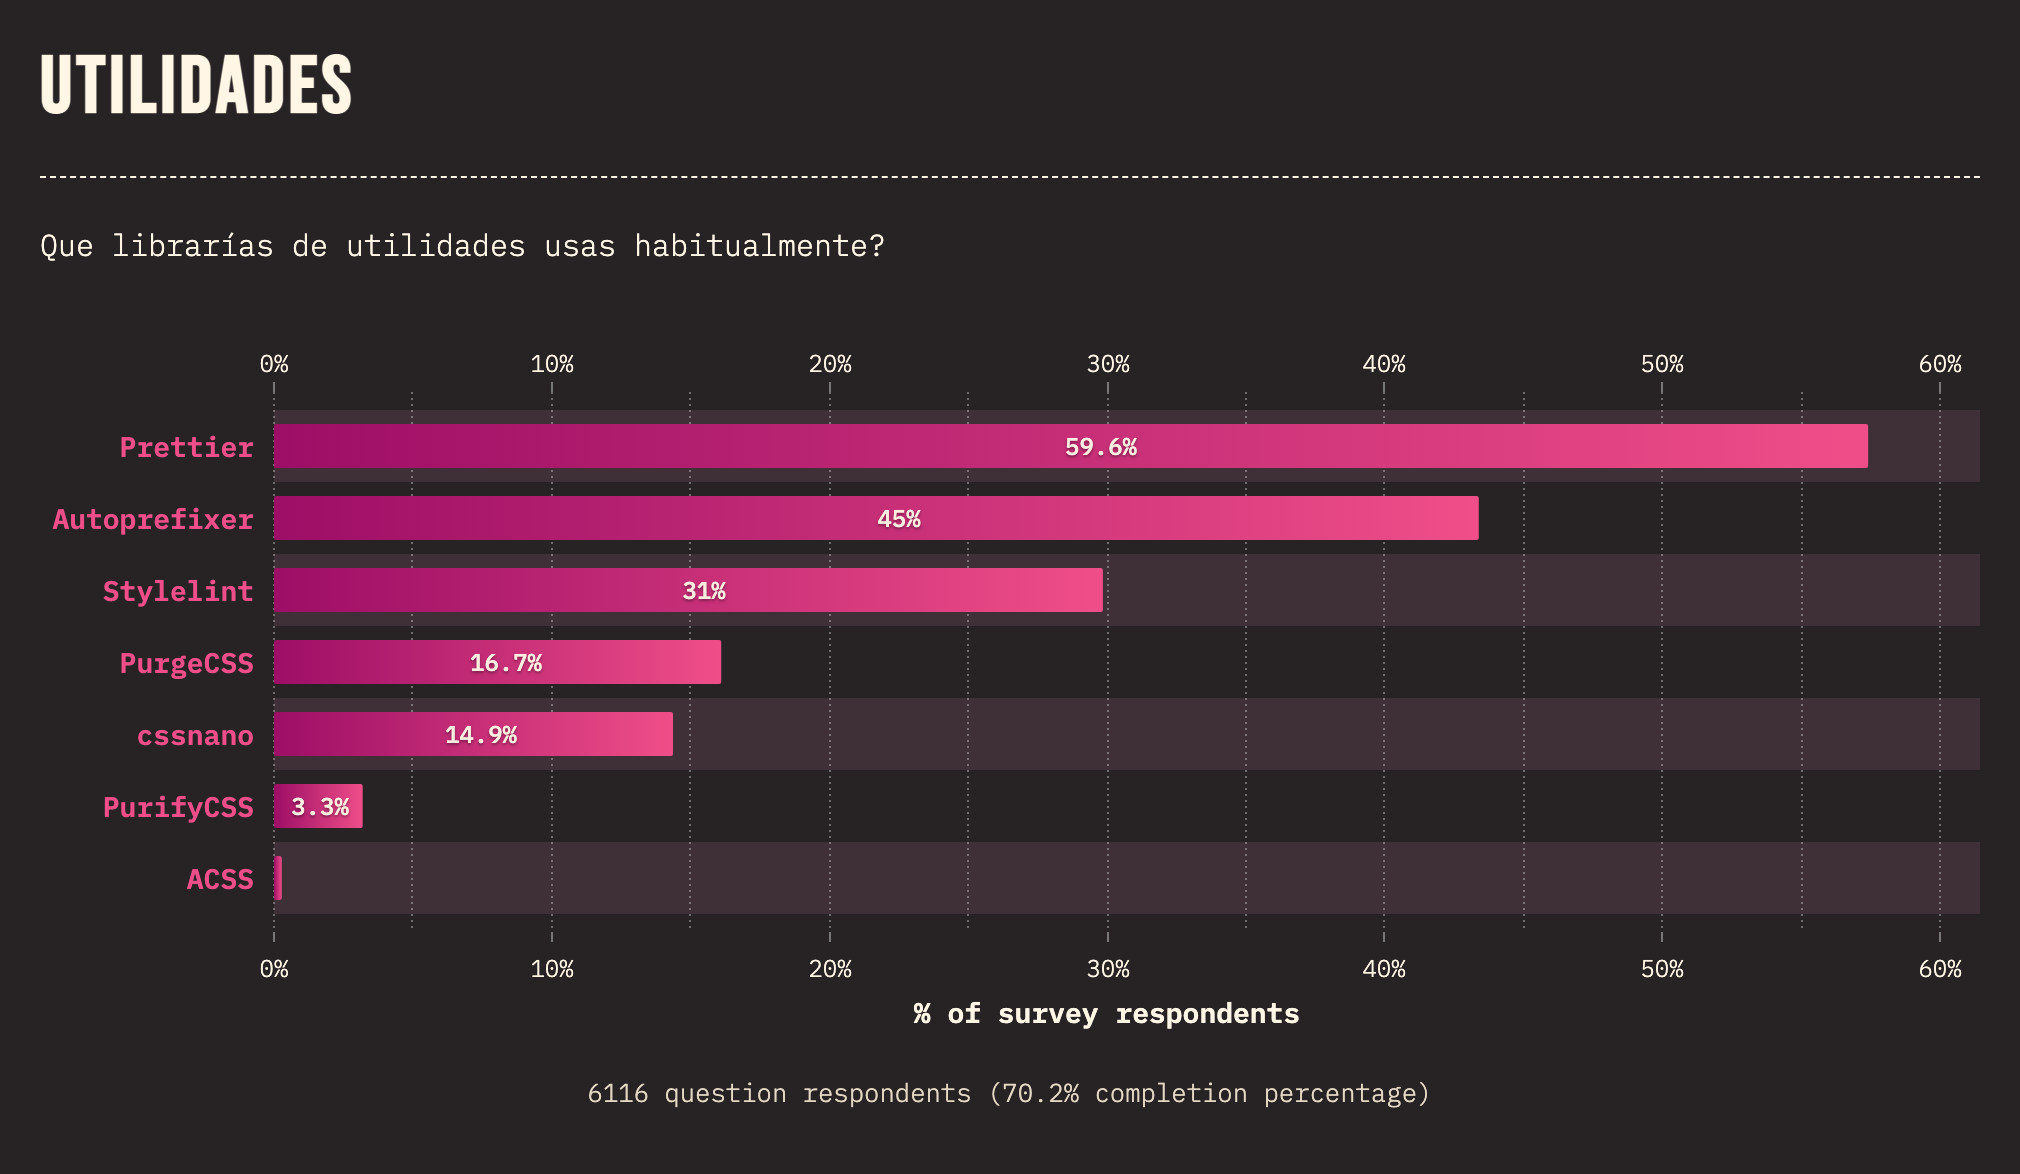 UTILIDADES
Que librarías de utilidades usas habitualmente?
0% 10% 20% 30% 40% 50% 60%
Prettier 59.6%
Autoprefixer 45%
Stylelint 31%
PurgeCSS 16.7%
cssnano 14.9%
PurifyCSS 3.3%
ACSS
0% 10% 20% 30% 40% 50% 60%
% of survey respondents
6116 question respondents (70.2% completion percentage)